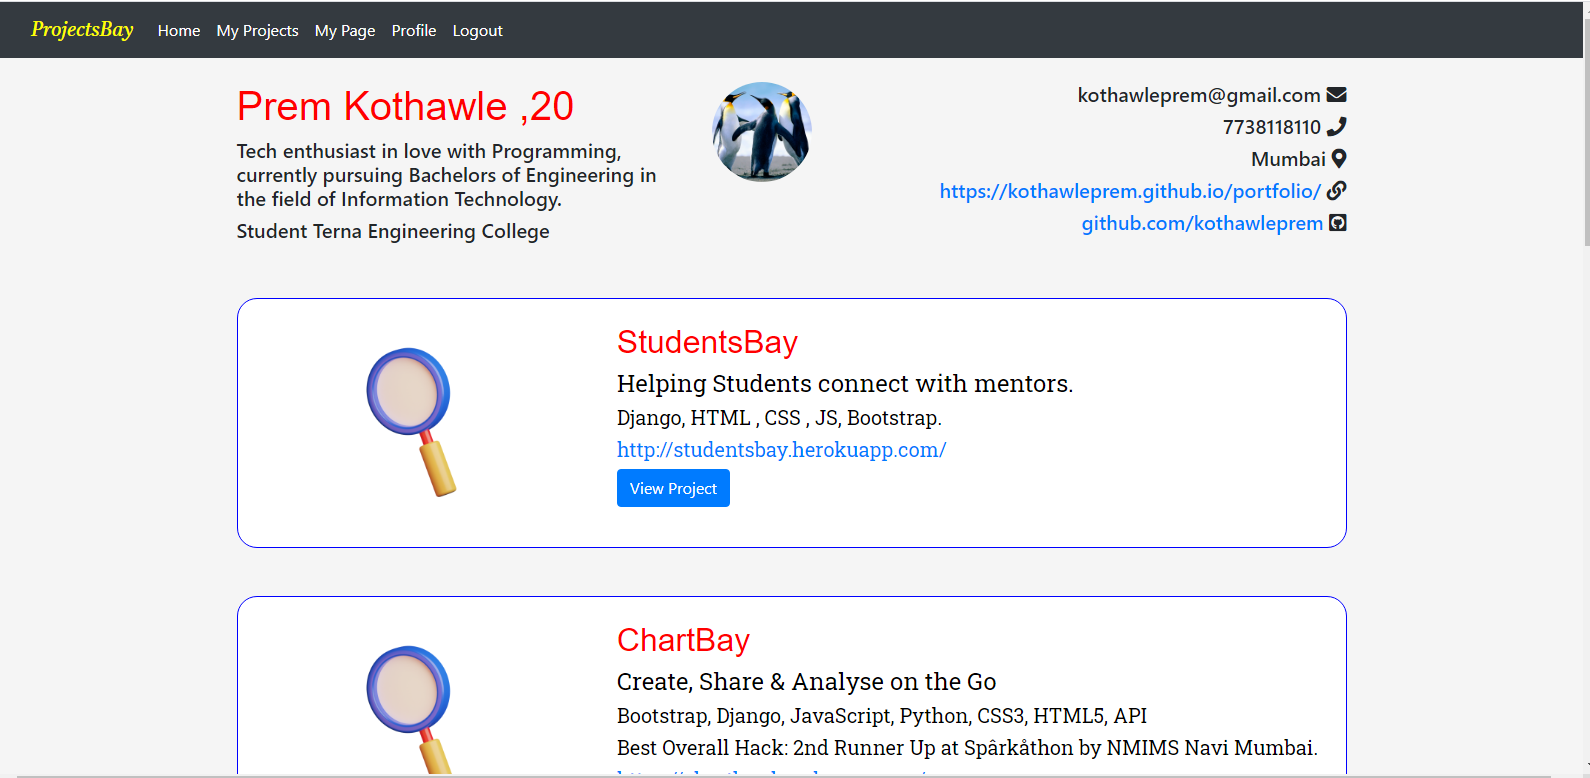 ProjectsBay Home My Projects My Page Profile Logout
Prem Kothawle ,20
Tech enthusiast in love with Programming,
currently pursuing Bachelors of Engineering in
the field of Information Technology.
Student Terna Engineering College
kothawleprem@gmail.com
7738118110
Mumbai
https://kothawleprem.github.io/portfolio/
github.com/kothawleprem
StudentsBay
Helping Students connect with mentors.
Django, HTML , CSS , JS, Bootstrap.
http://studentsbay.herokuapp.com/
View Project
ChartBay
Create, Share & Analyse on the Go
Bootstrap, Django, JavaScript, Python, CSS3, HTML5, API
Best Overall Hack: 2nd Runner Up at Spârkåthon by NMIMS Navi Mumbai.